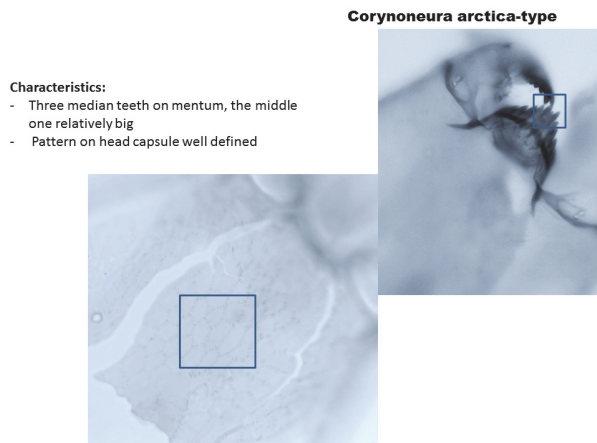 Corynoneura arctica-type
Characteristics:
- Three median teeth on mentum, the middle
one relatively big
- Pattern on head capsule well defined